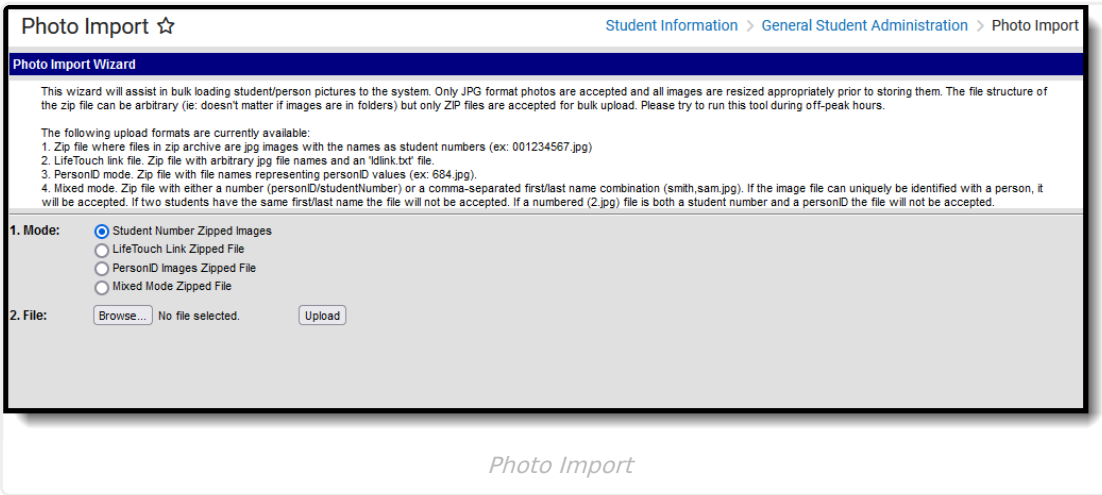 Photo Import ☆
Student Information > General Student Administration > Photo Import
Photo Import Wizard
This wizard will assist in bulk loading student/person pictures to the system. Only JPG format photos are accepted and all images are resized appropriately prior to storing them. The file structure of
the zip file can be arbitrary (ie: doesn't matter if images are in folders) but only ZIP files are accepted for bulk upload. Please try to run this tool during off-peak hours.
The following upload formats are currently available:
1. Zip file where files in zip archive are jpg images with the names as student numbers (ex: 001234567.jpg)
2. LifeTouch link file. Zip file with arbitrary jpg file names and an 'Idlink.txt' file.
3. PersonID mode. Zip file with file names representing personID values (ex: 684.jpg).
4. Mixed mode. Zip file with either a number (personID/studentNumber) or a comma-separated first/last name combination (smith,sam.jpg). If the image file can uniquely be identified with a person, it
will be accepted. If two students have the same first/last name the file will not be accepted. If a numbered (2.jpg) file is both a student number and a personID the file will not be accepted.
1. Mode:
Student Number Zipped Images
LifeTouch Link Zipped File
PersonID Images Zipped File
Mixed Mode Zipped File
2. File:
Browse... No file selected. Upload
Photo Import